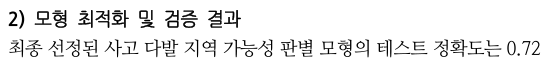 2) 모형 최적화 및 검증 결과
최종 선정된 사고 다발 지역 가능성 판별 모형의 테스트 정확도는 0.72